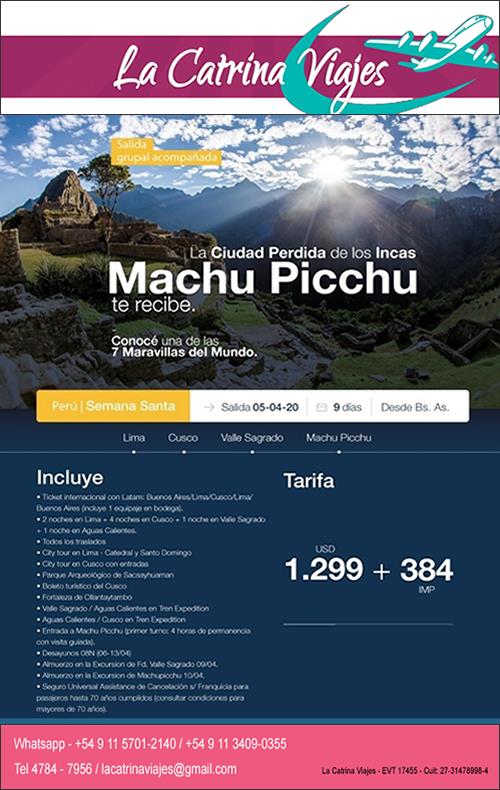 La Catrina Viajes
Salida
grupal acompañada
La Ciudad Perdida de los Incas
Machu Picchu
te recibe.
Conocé una de las
7 Maravillas del Mundo.
Perú | Semana Santa
Salida 05-04-20
9 días
Desde Bs. As.
Lima Cusco Valle Sagrado Machu Picchu
Incluye
• Ticket internacional con Latam: Buenos Aires/Lima/Cusco/Lima/
Buenos Aires (incluye 1 equipaje en bodega).
• 2 noches en Lima + 4 noches en Cusco + 1 noche en Valle Sagrado
+ 1 noche en Aguas Calientes.
• Todos los traslados
• City tour en Lima - Catedral y Santo Domingo
• City tour en Cusco con entradas
• Parque Arqueológico de Sacsayhuaman
• Boleto turístico del Cusco
• Fortaleza de Ollantaytambo
• Valle Sagrado / Aguas Calientes en Tren Expedition
• Aguas Calientes / Cusco en Tren Expedition
• Entrada a Machu Picchu (primer turno: 4 horas de permanencia
con visita guiada).
• Desayunos 08N (06-13/04)
• Almuerzo en la Excursion de Fd. Valle Sagrado 09/04.
• Almuerzo en la Excursion de Machupicchu 10/04.
• Seguro Universal Assistance de Cancelación s/ Franquicia para
pasajeros hasta 70 años cumplidos (consultar condiciones para
mayores de 70 años).
Tarifa
USD
1.299 + 384
IMP
Whatsapp - +54 9 11 5701-2140 / +54 9 11 3409-0355
Tel 4784 - 7956 / lacatrinaviajes@gmail.com
La Catrina Viajes - EVT 17455 - Cuit: 27-31478998-4